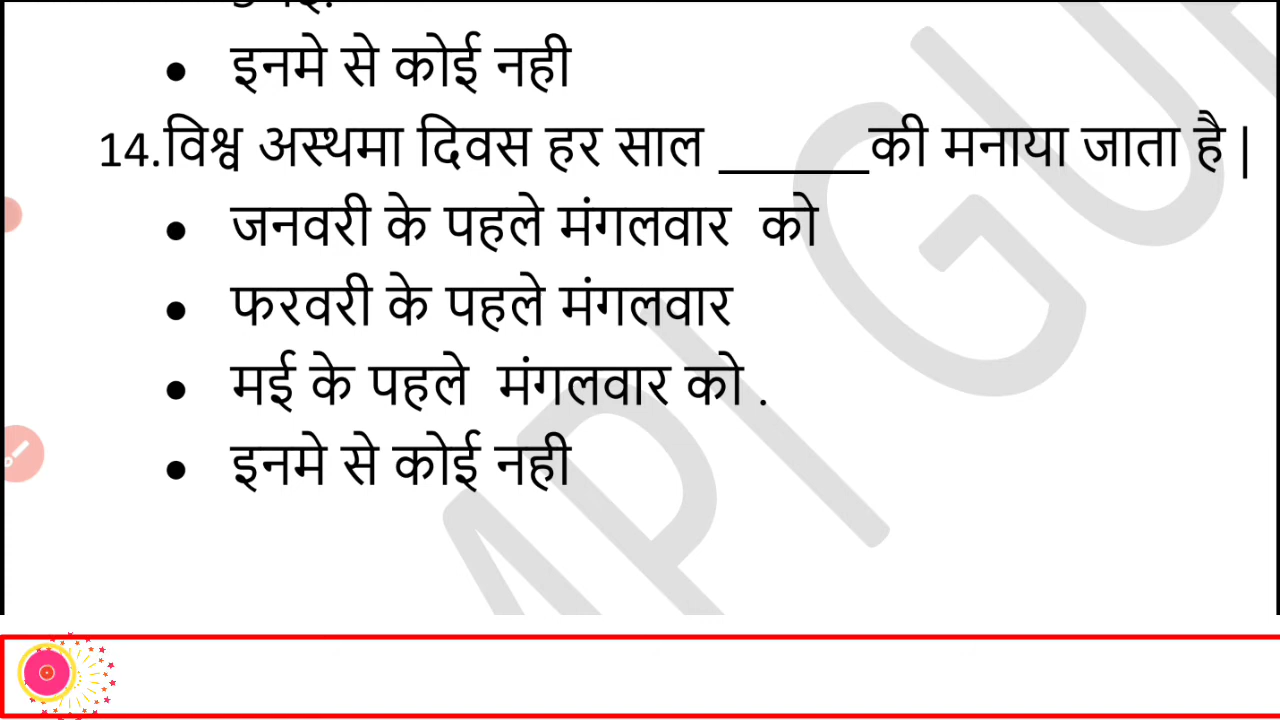 • इनमे से कोई नही
14.विश्व अस्थमा दिवस हर साल ______की मनाया जाता है |
• जनवरी के पहले मंगलवार को
• फरवरी के पहले मंगलवार
• मई के पहले मंगलवार को .
• इनमे से कोई नही